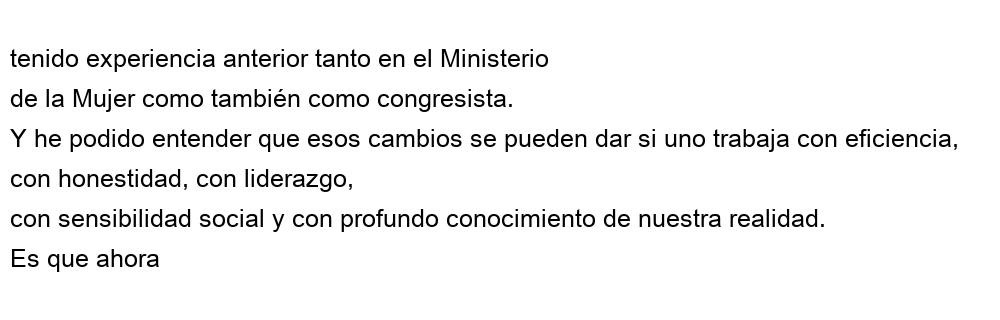 tenido experiencia anterior tanto en el Ministerio
de la Mujer como también como congresista.
Y he podido entender que esos cambios se pueden dar si uno trabaja con eficiencia,
con honestidad, con liderazgo,
con sensibilidad social y con profundo conocimiento de nuestra realidad.
Es que ahora